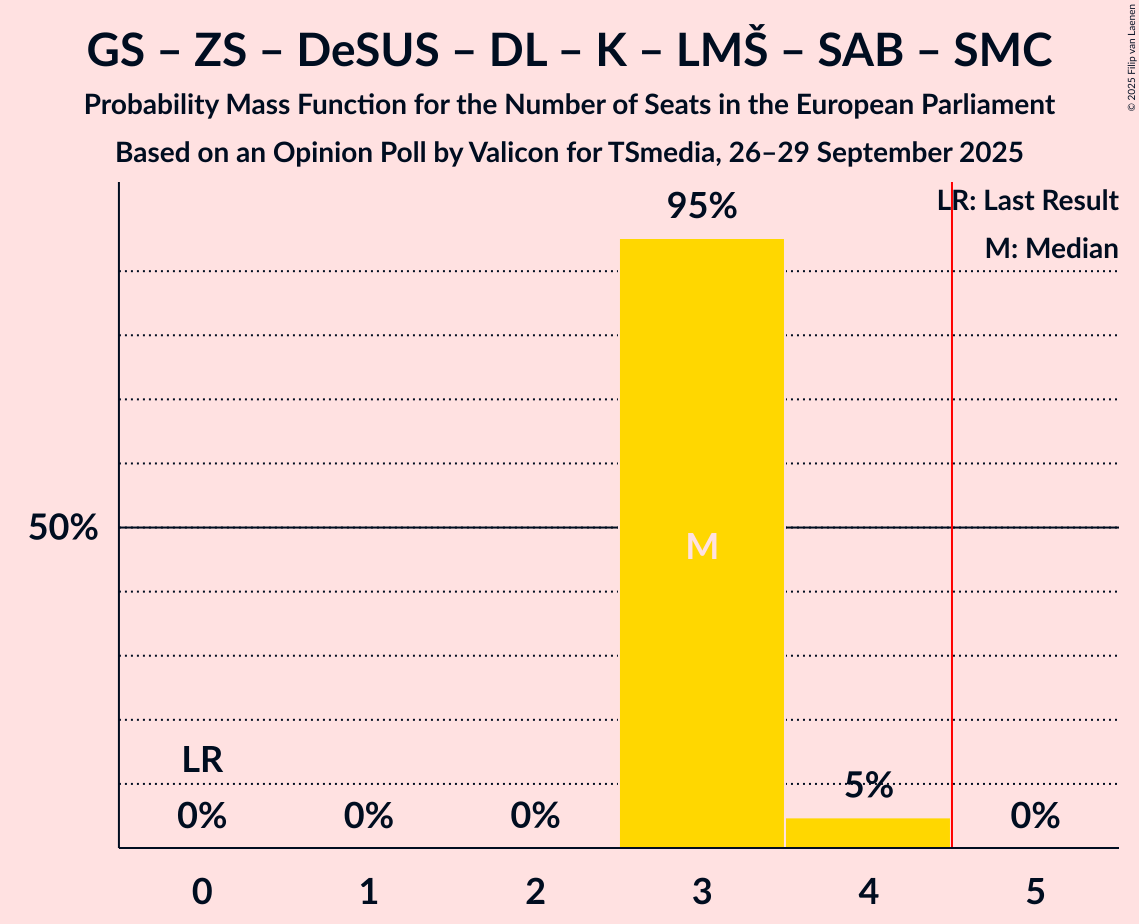 GS – ZS – DeSUS – DL – K – LMŠ – SAB – SMC
Probability Mass Function for the Number of Seats in the European Parliament
Based on an Opinion Poll by Valicon for TSmedia, 26–29 September 2025
© 2025 Filip van Laenen
LR: Last Result
M: Median
95%
50%
M
LR
0%
0%
0%
5%
0%
0
1
2
3
4
5